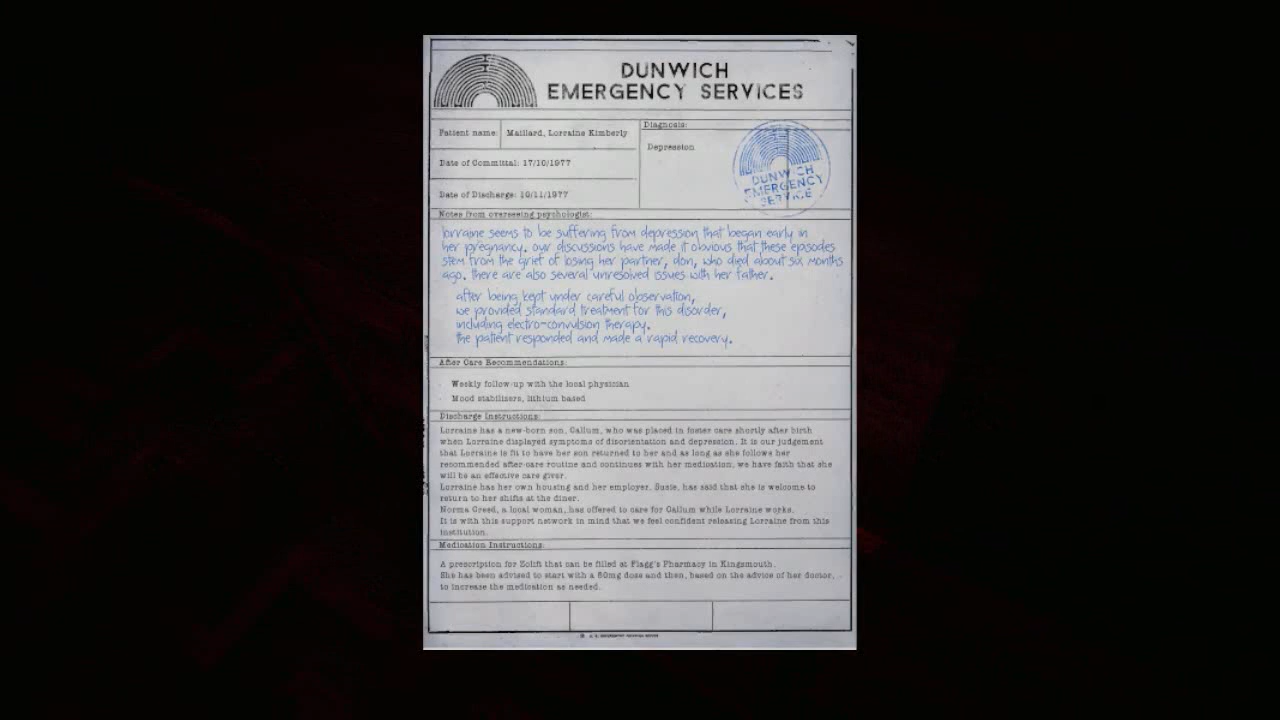 DUNWICH
EMERGENCY SERVICES
Patient name: Maillard, Lorraine Kimberly
Diagnosis:
Depression
DUNWICH
EMERGENCY
SERVICE
Date of Committal: 17/10/1977
Date of Discharge: 10/11/1977
Notes from overseeing psychologist:
lorraine seems to be suffering from depression that began early in
her pregnancy. our discussions have made it obvious that these episodes
stem from the grief of losing her partner, don, who died about six months
ago. there are also several unresolved issues with her father.
after being kept under careful observation,
we provided standard treatment for this disorder,
including electro-convulsion therapy.
the patient responded and made a rapid recovery.
After Care Recommendations:
Weekly follow-up with the local physician
Mood stabilizers, lithium based
Discharge Instructions:
Lorraine has a new-born son, Callum, who was placed in foster care shortly after birth
when Lorraine displayed symptoms of disorientation and depression. It is our judgement
that Lorraine is fit to have her son returned to her and as long as she follows her
recommended after-care routine and continues with her medication, we have faith that she
will be an effective care giver.
Lorraine has her own housing and her employer, Susie, has said that she is welcome to
return to her shifts at the diner.
Norma Creed, a local woman, has offered to care for Callum while Lorraine works.
It is with this support network in mind that we feel confident releasing Lorraine from this
institution.
Medication Instructions:
A prescription for Zolift that can be filled at Flagg's Pharmacy in Kingsmouth.
She has been advised to start with a 50mg dose and then, based on the advice of her doctor,
to increase the medication as needed.